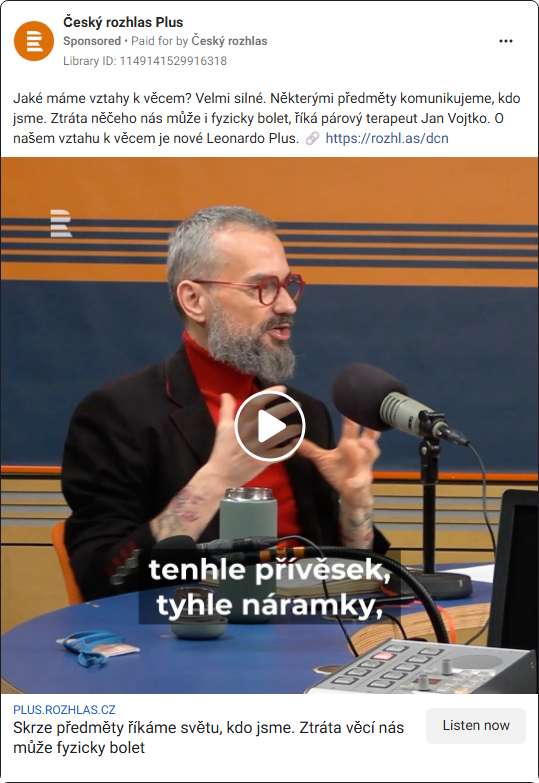 Český rozhlas Plus
Sponsored • Paid for by Český rozhlas
Library ID: 1149141529916318
Jaké máme vztahy k věcem? Velmi silné. Některými předměty komunikujeme, kdo
jsme. Ztráta něčeho nás může i fyzicky bolet, říká párový terapeut Jan Vojtko. O
našem vztahu k věcem je nové Leonardo Plus. 🔗 https://rozhl.as/dcn
tenhle přívěsek,
tyhle náramky,
PLUS.ROZHLAS.CZ
Skrze předměty říkáme světu, kdo jsme. Ztráta věcí nás
může fyzicky bolet
Listen now